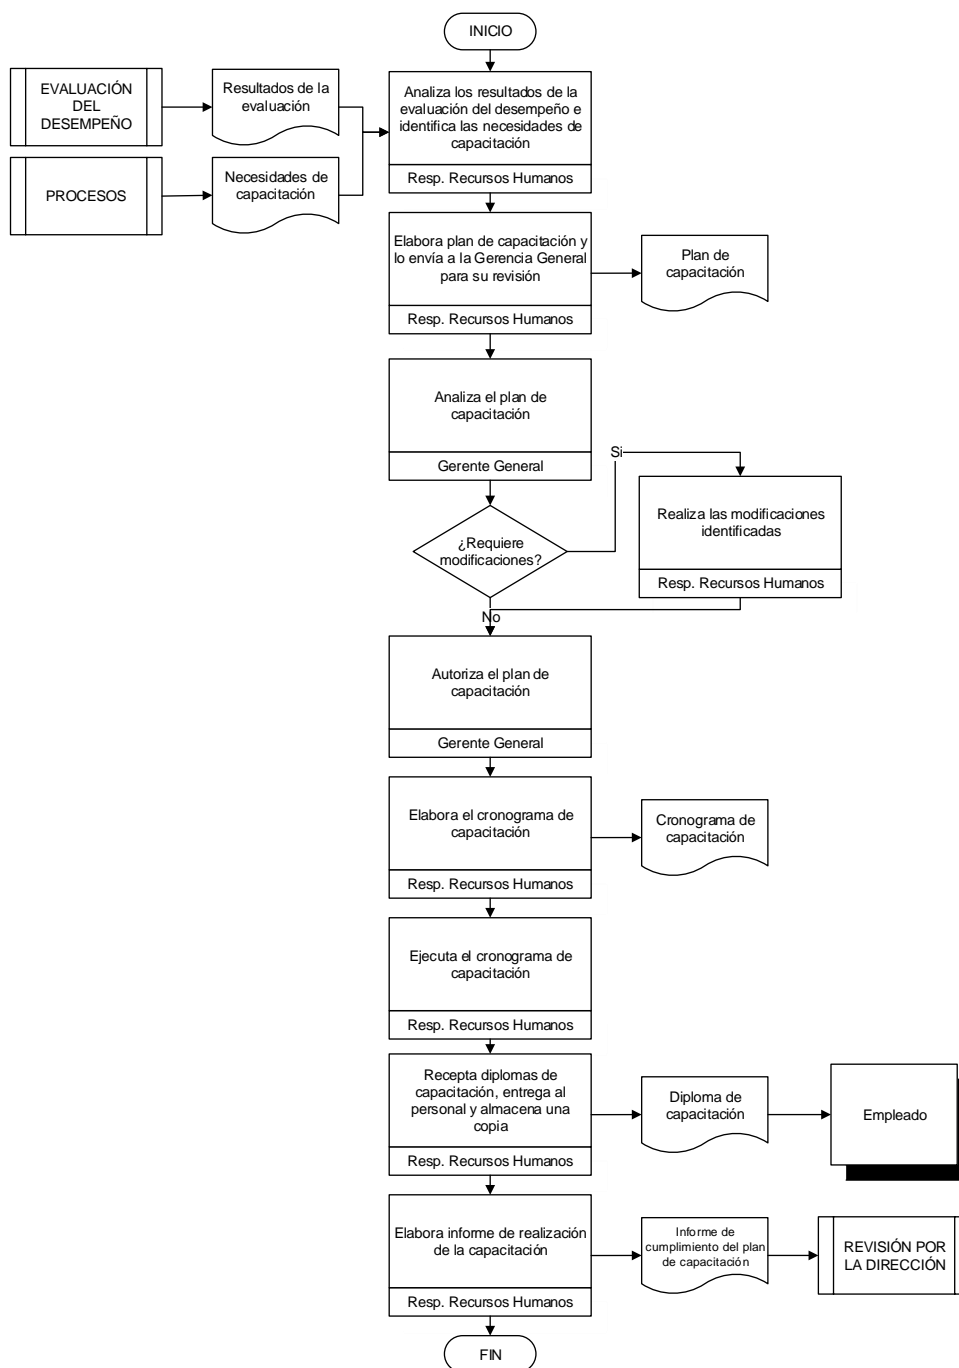 INICIO
EVALUACIÓN
DEL
DESEMPEÑO
Resultados de la
evaluación
Analiza los resultados de la
evaluación del desempeño e
identifica las necesidades de
capacitación
Resp. Recursos Humanos
PROCESOS
Necesidades de
capacitación
Elabora plan de capacitación y
lo envía a la Gerencia General
para su revisión
Resp. Recursos Humanos
Plan de
capacitación
Analiza el plan de
capacitación
Gerente General
Si
¿Requiere
modificaciones?
Realiza las modificaciones
identificadas
Resp. Recursos Humanos
No
Autoriza el plan de
capacitación
Gerente General
Elabora el cronograma de
capacitación
Resp. Recursos Humanos
Cronograma de
capacitación
Ejecuta el cronograma de
capacitación
Resp. Recursos Humanos
Recepta diplomas de
capacitación, entrega al
personal y almacena una
copia
Resp. Recursos Humanos
Diploma de
capacitación
Empleado
Elabora informe de realización
de la capacitación
Resp. Recursos Humanos
Informe de
cumplimiento del plan
de capacitación
REVISIÓN POR
LA DIRECCIÓN
FIN